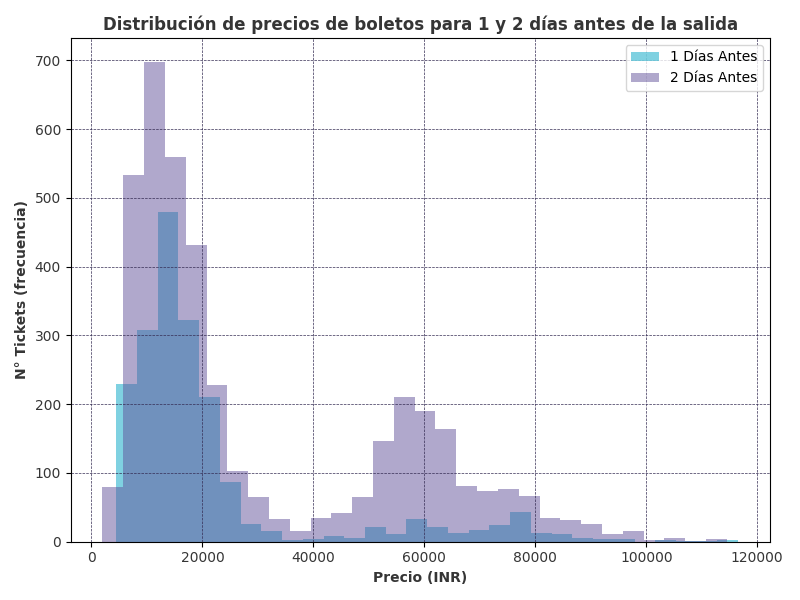 Distribución de precios de boletos para 1 y 2 días antes de la salida
1 Días Antes
2 Días Antes
N° Tickets (frecuencia)
700
600
500
400
300
200
100
0
0 20000 40000 60000 80000 100000 120000
Precio (INR)